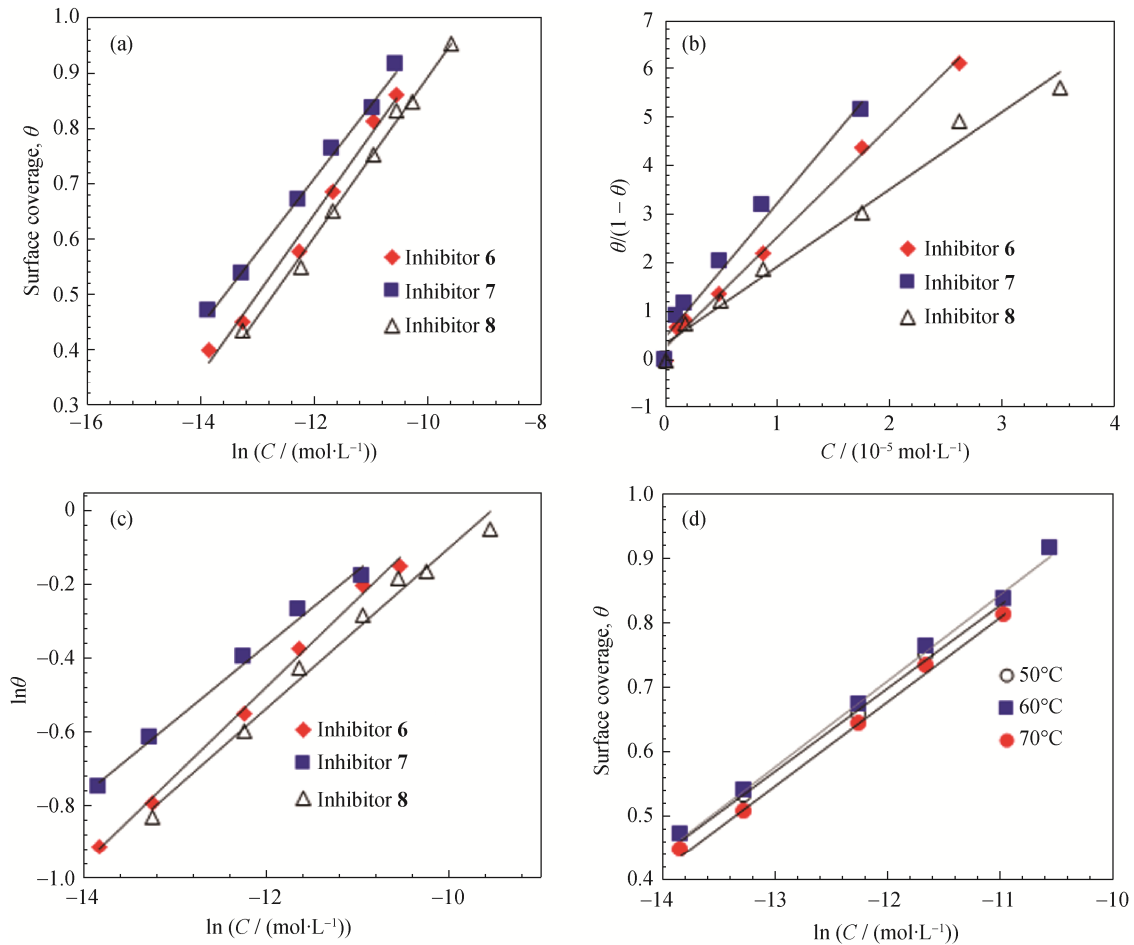 (a)
1.0
0.9
0.8
0.7
0.6
0.5
0.4
0.3
Surface coverage, θ
Inhibitor 6
Inhibitor 7
Inhibitor 8
−16
−14
−12
−10
−8
ln (C / (mol·L⁻¹))
(b)
7
6
5
4
3
2
1
0
−1
θ/(1 − θ)
Inhibitor 6
Inhibitor 7
Inhibitor 8
0
2
4
C / (10⁻⁵ mol·L⁻¹)
(c)
0
−0.2
−0.4
−0.6
−0.8
−1.0
lnθ
Inhibitor 6
Inhibitor 7
Inhibitor 8
−14
−12
−10
ln (C / (mol·L⁻¹))
(d)
1.0
0.9
0.8
0.7
0.6
0.5
0.4
Surface coverage, θ
50°C
60°C
70°C
−14
−13
−12
−11
−10
ln (C / (mol·L⁻¹))